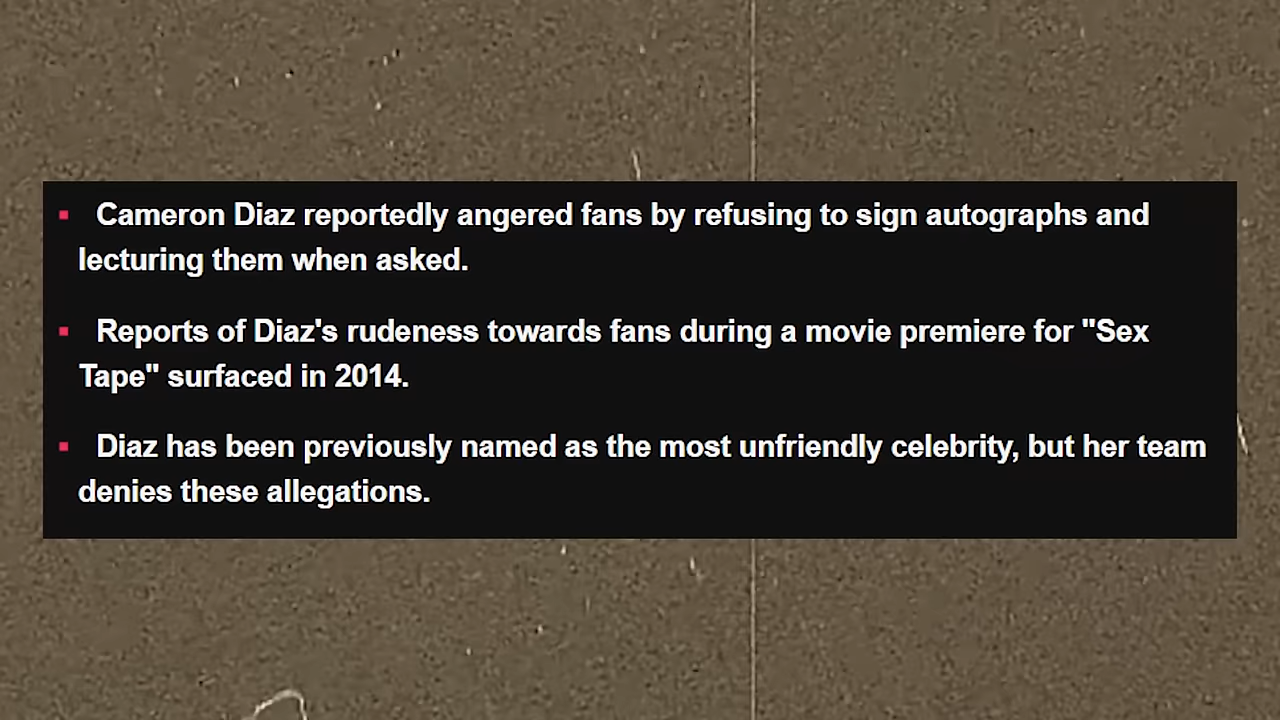 ▪ Cameron Diaz reportedly angered fans by refusing to sign autographs and
lecturing them when asked.
▪ Reports of Diaz's rudeness towards fans during a movie premiere for "Sex
Tape" surfaced in 2014.
▪ Diaz has been previously named as the most unfriendly celebrity, but her team
denies these allegations.